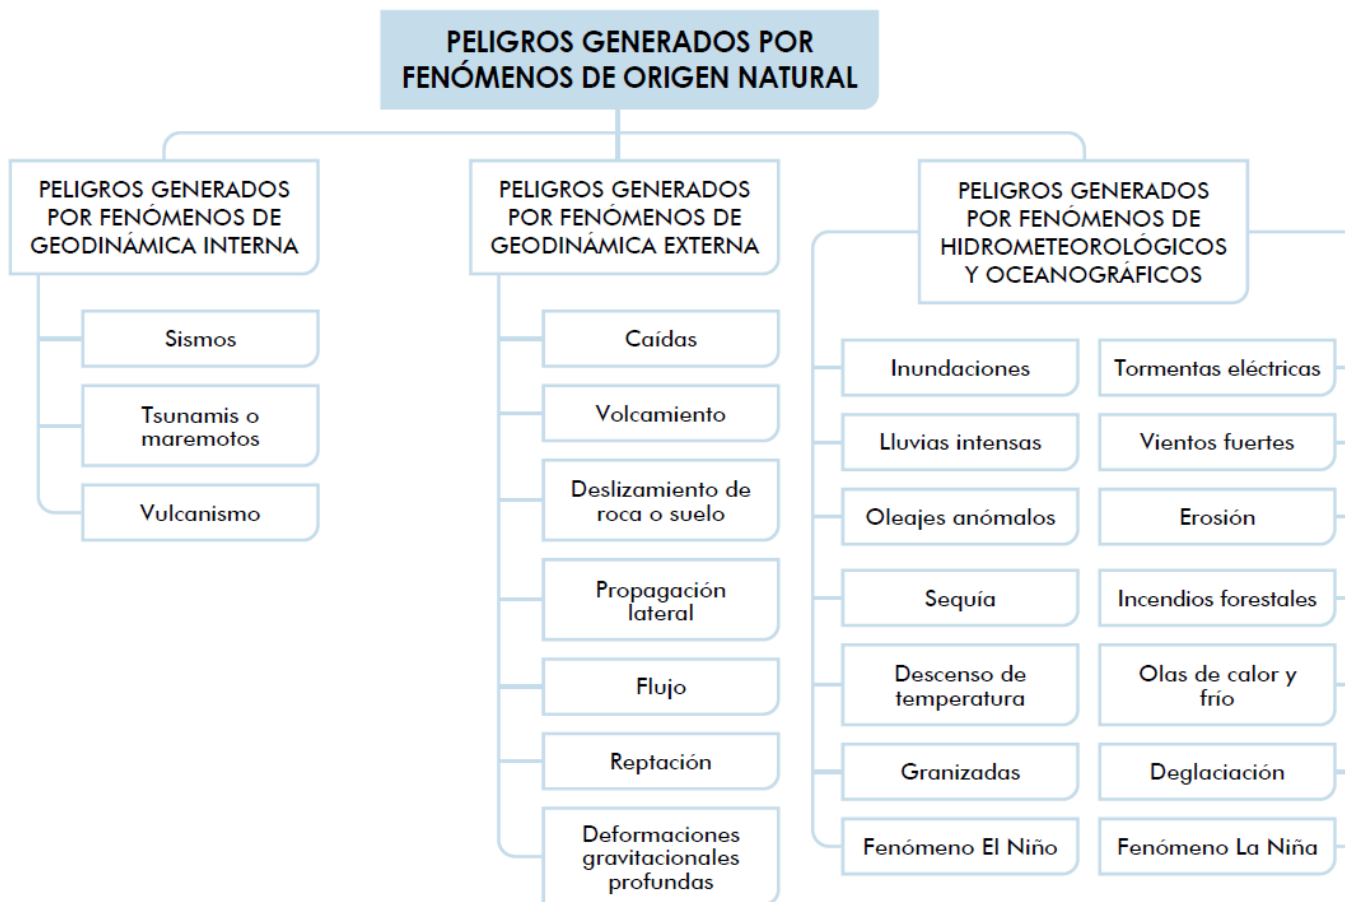 PELIGROS GENERADOS POR
FENÓMENOS DE ORIGEN NATURAL
PELIGROS GENERADOS
POR FENÓMENOS DE
GEODINÁMICA INTERNA
Sismos
Tsunamis o
maremotos
Vulcanismo
PELIGROS GENERADOS
POR FENÓMENOS DE
GEODINÁMICA EXTERNA
Caídas
Volcamiento
Deslizamiento de
roca o suelo
Propagación
lateral
Flujo
Reptación
Deformaciones
gravitacionales
profundas
PELIGROS GENERADOS
POR FENÓMENOS DE
HIDROMETEOROLÓGICOS
Y OCEANOGRÁFICOS
Inundaciones
Lluvias intensas
Oleajes anómalos
Sequía
Descenso de
temperatura
Granizadas
Fenómeno El Niño
Tormentas eléctricas
Vientos fuertes
Erosión
Incendios forestales
Olas de calor y
frío
Deglaciación
Fenómeno La Niña